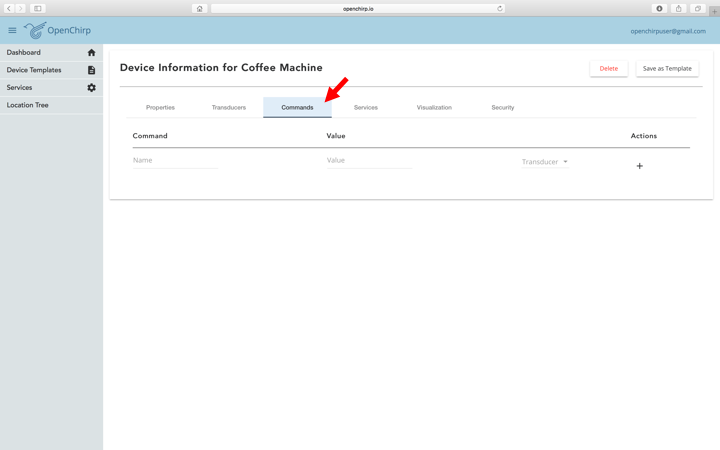 openchirp.io
OpenChirp
openchirpuser@gmail.com
Dashboard
Device Templates
Services
Location Tree
Device Information for Coffee Machine
Delete
Save as Template
Properties Transducers Commands Services Visualization Security
Command Value Actions
Name Value Transducer